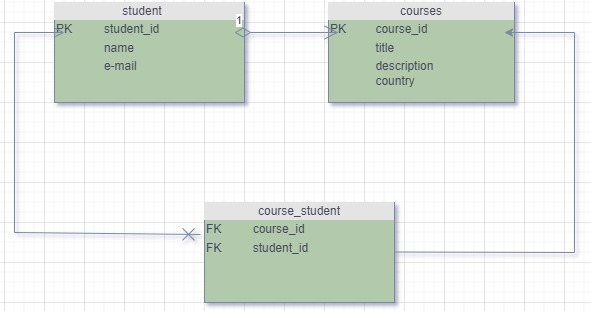 student
1
PK student_id
name
e-mail
courses
PK course_id
title
description
country
course_student
FK course_id
FK student_id